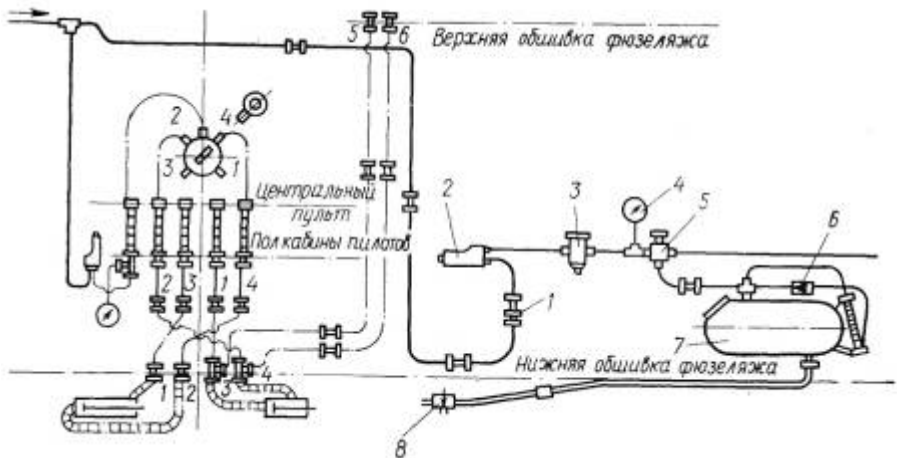 5 6
Верхняя обшивка фюзеляжа
2 4
3 1
Центральный
пульт
Пол кабины пилотов
2 3 4 5
6
2 3 1 4
1
7
Нижняя обшивка фюзеляжа
1 2 3 4
8